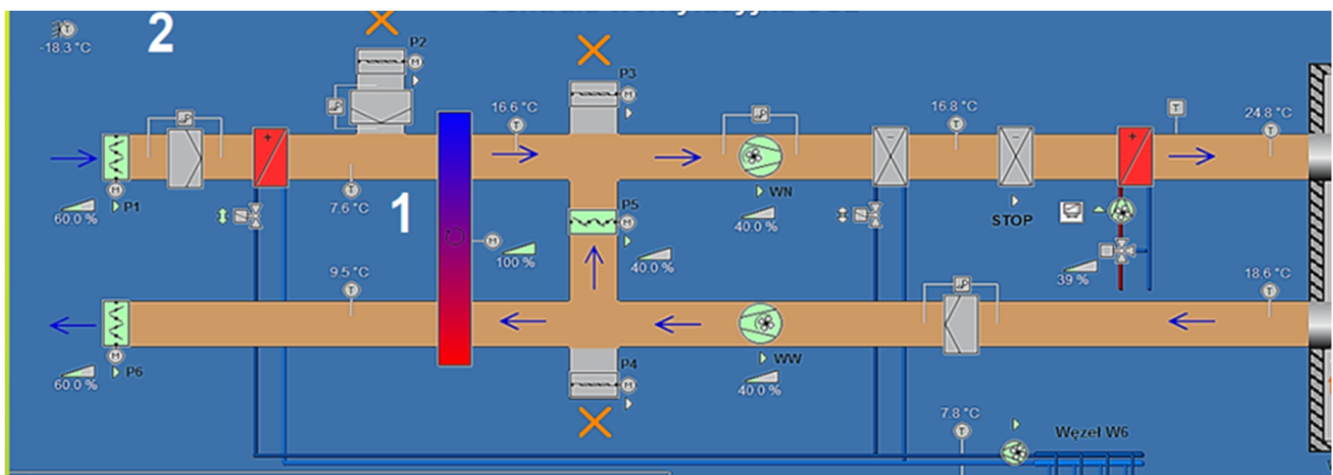 2
-18.3 °C
P2
P3
16.6 °C
16.8 °C
T
24.8 °C
T
T
T
M
M
+
-
-
+
M
P1
60.0 %
T
7.6 °C
1
P5
M
WN
40.0 %
STOP
M
100 %
40.0 %
39 %
9.5 °C
T
18.6 °C
T
M
P6
60.0 %
WW
40.0 %
P4
M
7.8 °C
T
Węzeł W6